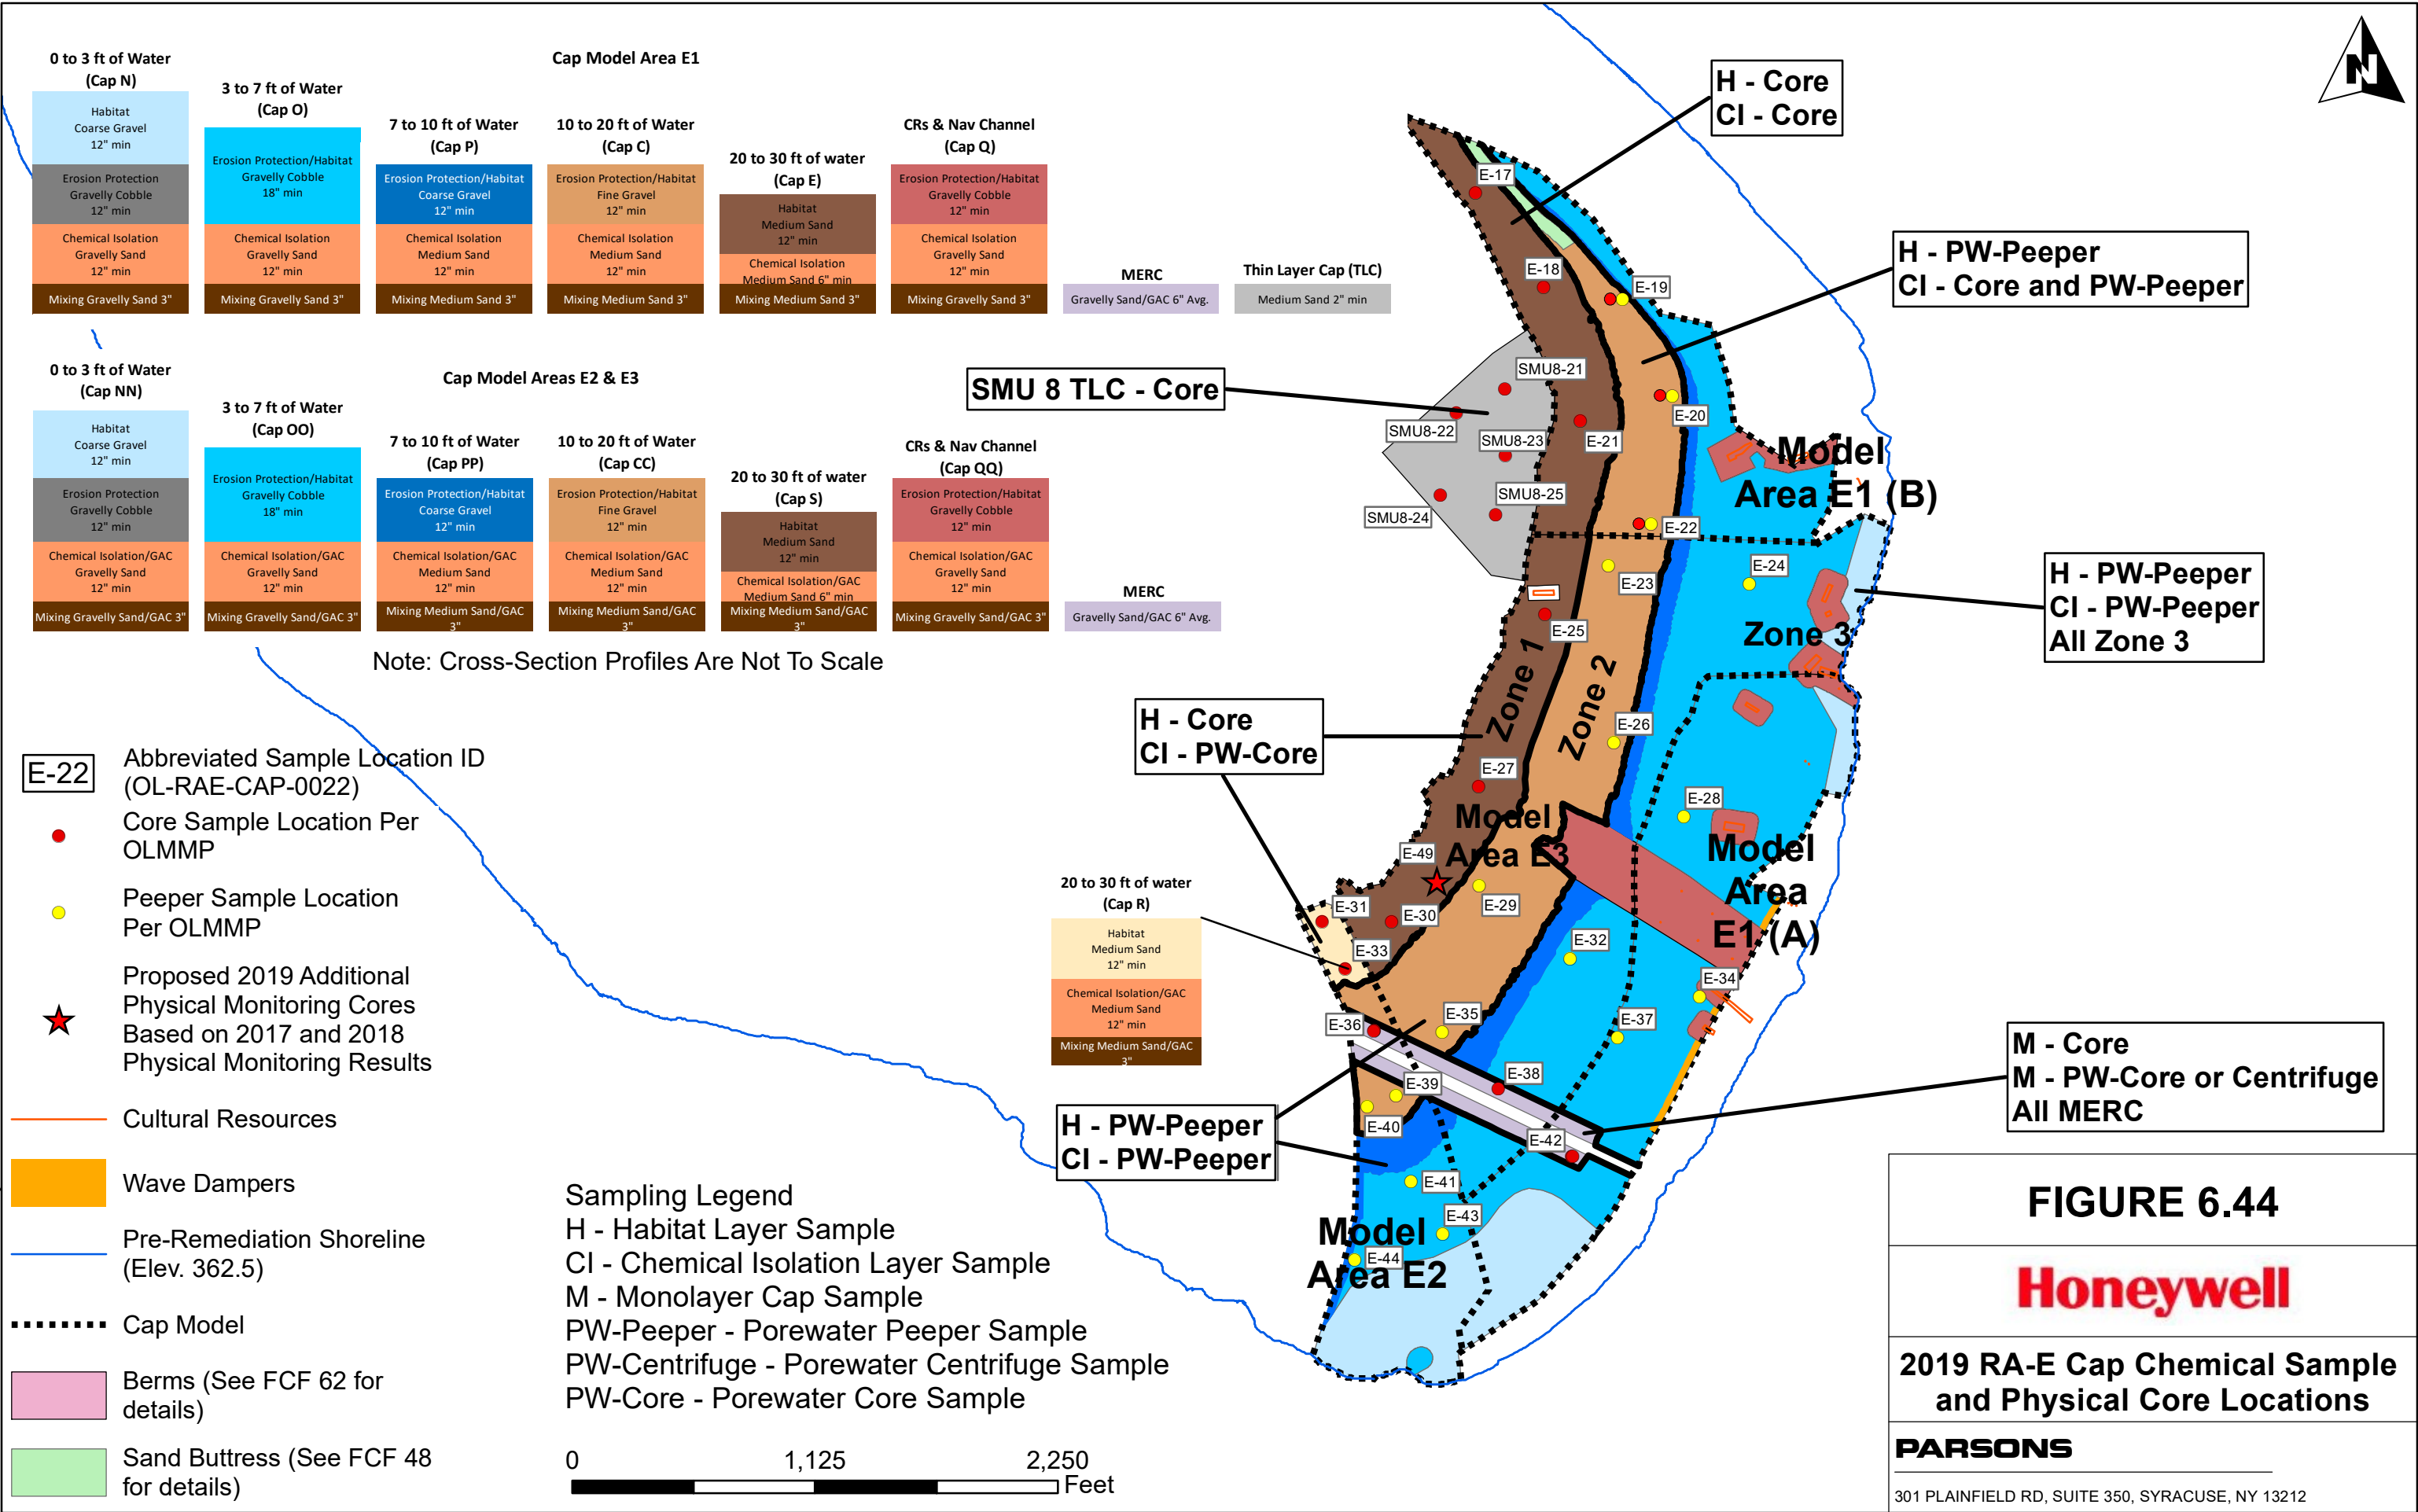 Cap Model Area E1
0 to 3 ft of Water
(Cap N)
Habitat
Coarse Gravel
12" min
Erosion Protection
Gravelly Cobble
12" min
Chemical Isolation
Gravelly Sand
12" min
Mixing Gravelly Sand 3"
3 to 7 ft of Water
(Cap O)
Erosion Protection/Habitat
Gravelly Cobble
18" min
Chemical Isolation
Gravelly Sand
12" min
Mixing Gravelly Sand 3"
7 to 10 ft of Water
(Cap P)
Erosion Protection/Habitat
Coarse Gravel
12" min
Chemical Isolation
Medium Sand
12" min
Mixing Medium Sand 3"
10 to 20 ft of Water
(Cap C)
Erosion Protection/Habitat
Fine Gravel
12" min
Chemical Isolation
Medium Sand
12" min
Mixing Medium Sand 3"
20 to 30 ft of water
(Cap E)
Habitat
Medium Sand
12" min
Chemical Isolation
Medium Sand 6" min
Mixing Medium Sand 3"
CRs & Nav Channel
(Cap Q)
Erosion Protection/Habitat
Gravelly Cobble
12" min
Chemical Isolation
Gravelly Sand
12" min
Mixing Gravelly Sand 3"
MERC
Gravelly Sand/GAC 6" Avg.
Thin Layer Cap (TLC)
Medium Sand 2" min
Cap Model Areas E2 & E3
0 to 3 ft of Water
(Cap NN)
Habitat
Coarse Gravel
12" min
Erosion Protection
Gravelly Cobble
12" min
Chemical Isolation/GAC
Gravelly Sand
12" min
Mixing Gravelly Sand/GAC 3"
3 to 7 ft of Water
(Cap OO)
Erosion Protection/Habitat
Gravelly Cobble
18" min
Chemical Isolation/GAC
Gravelly Sand
12" min
Mixing Gravelly Sand/GAC 3"
7 to 10 ft of Water
(Cap PP)
Erosion Protection/Habitat
Coarse Gravel
12" min
Chemical Isolation/GAC
Medium Sand
12" min
Mixing Medium Sand/GAC
3"
10 to 20 ft of Water
(Cap CC)
Erosion Protection/Habitat
Fine Gravel
12" min
Chemical Isolation/GAC
Medium Sand
12" min
Mixing Medium Sand/GAC
3"
20 to 30 ft of water
(Cap S)
Habitat
Medium Sand
12" min
Chemical Isolation/GAC
Medium Sand 6" min
Mixing Medium Sand/GAC
3"
CRs & Nav Channel
(Cap QQ)
Erosion Protection/Habitat
Gravelly Cobble
12" min
Chemical Isolation/GAC
Gravelly Sand
12" min
Mixing Gravelly Sand/GAC 3"
MERC
Gravelly Sand/GAC 6" Avg.
Note: Cross-Section Profiles Are Not To Scale
N
H - Core
CI - Core
H - PW-Peeper
CI - Core and PW-Peeper
SMU 8 TLC - Core
H - PW-Peeper
CI - PW-Peeper
All Zone 3
H - Core
CI - PW-Core
M - Core
M - PW-Core or Centrifuge
All MERC
H - PW-Peeper
CI - PW-Peeper
20 to 30 ft of water
(Cap R)
Habitat
Medium Sand
12" min
Chemical Isolation/GAC
Medium Sand
12" min
Mixing Medium Sand/GAC
3"
E-17
E-18
E-19
SMU8-21
E-20
SMU8-22
SMU8-23
E-21
SMU8-25
SMU8-24
E-22
E-23
E-24
E-25
E-26
E-27
E-28
E-49
E-29
E-31
E-30
E-32
E-33
E-34
E-35
E-36
E-37
E-38
E-39
E-40
E-42
E-41
E-43
E-44
Model
Area E1 (B)
Zone 3
Zone 1
Zone 2
Model
Area E3
Model
Area
E1 (A)
Model
Area E2
E-22
Abbreviated Sample Location ID
(OL-RAE-CAP-0022)
Core Sample Location Per
OLMMP
Peeper Sample Location
Per OLMMP
Proposed 2019 Additional
Physical Monitoring Cores
Based on 2017 and 2018
Physical Monitoring Results
Cultural Resources
Wave Dampers
Pre-Remediation Shoreline
(Elev. 362.5)
Cap Model
Berms (See FCF 62 for
details)
Sand Buttress (See FCF 48
for details)
Sampling Legend
H - Habitat Layer Sample
CI - Chemical Isolation Layer Sample
M - Monolayer Cap Sample
PW-Peeper - Porewater Peeper Sample
PW-Centrifuge - Porewater Centrifuge Sample
PW-Core - Porewater Core Sample
0 1,125 2,250
Feet
FIGURE 6.44
Honeywell
2019 RA-E Cap Chemical Sample
and Physical Core Locations
PARSONS
301 PLAINFIELD RD, SUITE 350, SYRACUSE, NY 13212